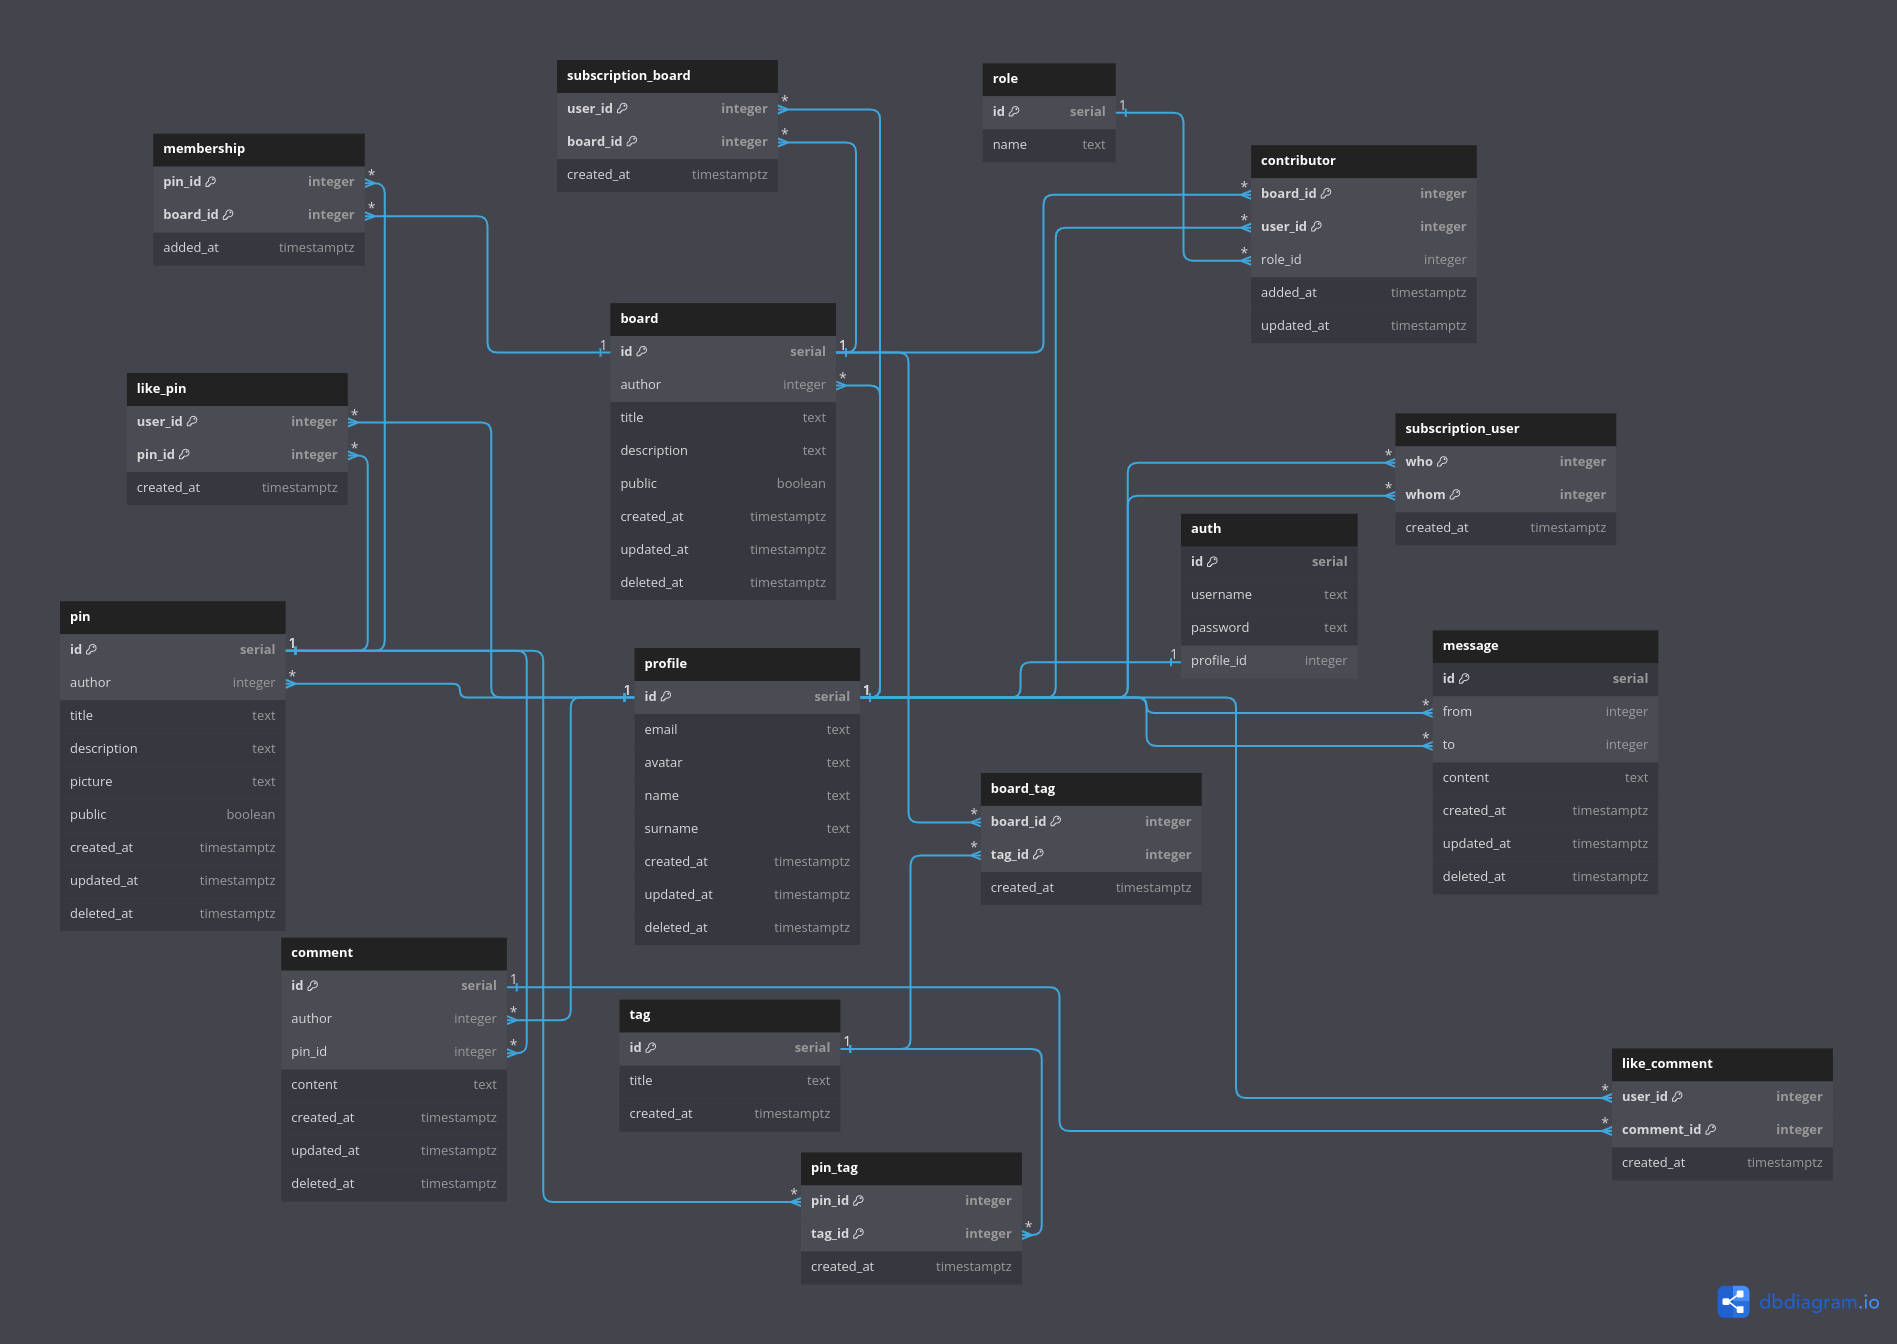 subscription_board
user_id integer *
board_id integer *
created_at timestamptz
role
id serial 1
name text
membership
pin_id integer *
board_id integer *
added_at timestamptz
contributor
* board_id integer
* user_id integer
* role_id integer
added_at timestamptz
updated_at timestamptz
board
1 id serial 1
author integer *
title text
description text
public boolean
created_at timestamptz
updated_at timestamptz
deleted_at timestamptz
like_pin
user_id integer *
pin_id integer *
created_at timestamptz
subscription_user
* who integer
* whom integer
created_at timestamptz
auth
id serial
username text
password text
1 profile_id integer
pin
id serial 1
author integer *
title text
description text
picture text
public boolean
created_at timestamptz
updated_at timestamptz
deleted_at timestamptz
profile
1 id serial 1
email text
avatar text
name text
surname text
created_at timestamptz
updated_at timestamptz
deleted_at timestamptz
message
id serial
* from integer
* to integer
content text
created_at timestamptz
updated_at timestamptz
deleted_at timestamptz
board_tag
* board_id integer
* tag_id integer
created_at timestamptz
comment
id serial 1
author integer *
pin_id integer *
content text
created_at timestamptz
updated_at timestamptz
deleted_at timestamptz
tag
id serial 1
title text
created_at timestamptz
like_comment
* user_id integer
* comment_id integer
created_at timestamptz
pin_tag
* pin_id integer
tag_id integer *
created_at timestamptz
dbdiagram.io